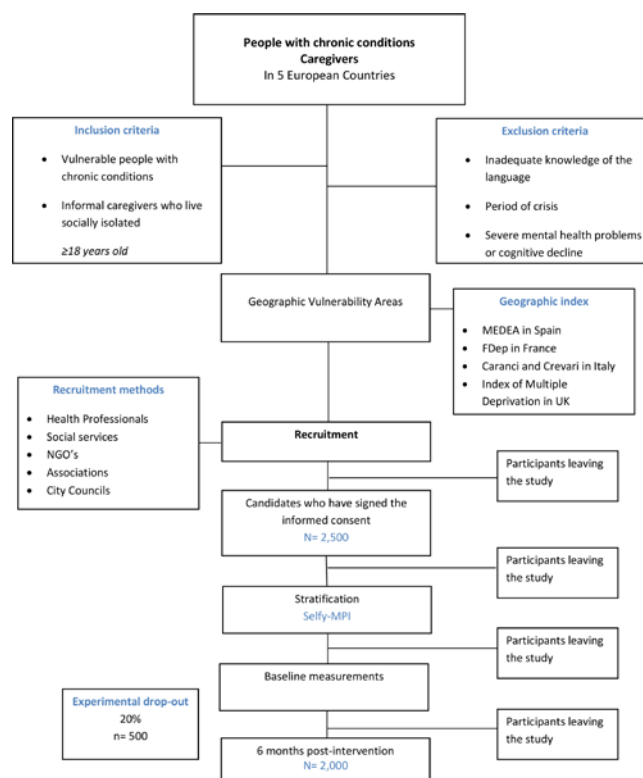 People with chronic conditions
Caregivers
In 5 European Countries
Inclusion criteria
• Vulnerable people with
chronic conditions
• Informal caregivers who live
socially isolated
≥18 years old
Exclusion criteria
• Inadequate knowledge of the
language
• Period of crisis
• Severe mental health problems
or cognitive decline
Geographic Vulnerability Areas
Geographic index
• MEDEA in Spain
• FDep in France
• Caranci and Crevari in Italy
• Index of Multiple
Deprivation in UK
Recruitment methods
• Health Professionals
• Social services
• NGO's
• Associations
• City Councils
Recruitment
Participants leaving
the study
Candidates who have signed the
informed consent
N= 2,500
Participants leaving
the study
Stratification
Selfy-MPI
Participants leaving
the study
Baseline measurements
Experimental drop-out
20%
n= 500
Participants leaving
the study
6 months post-intervention
N= 2,000